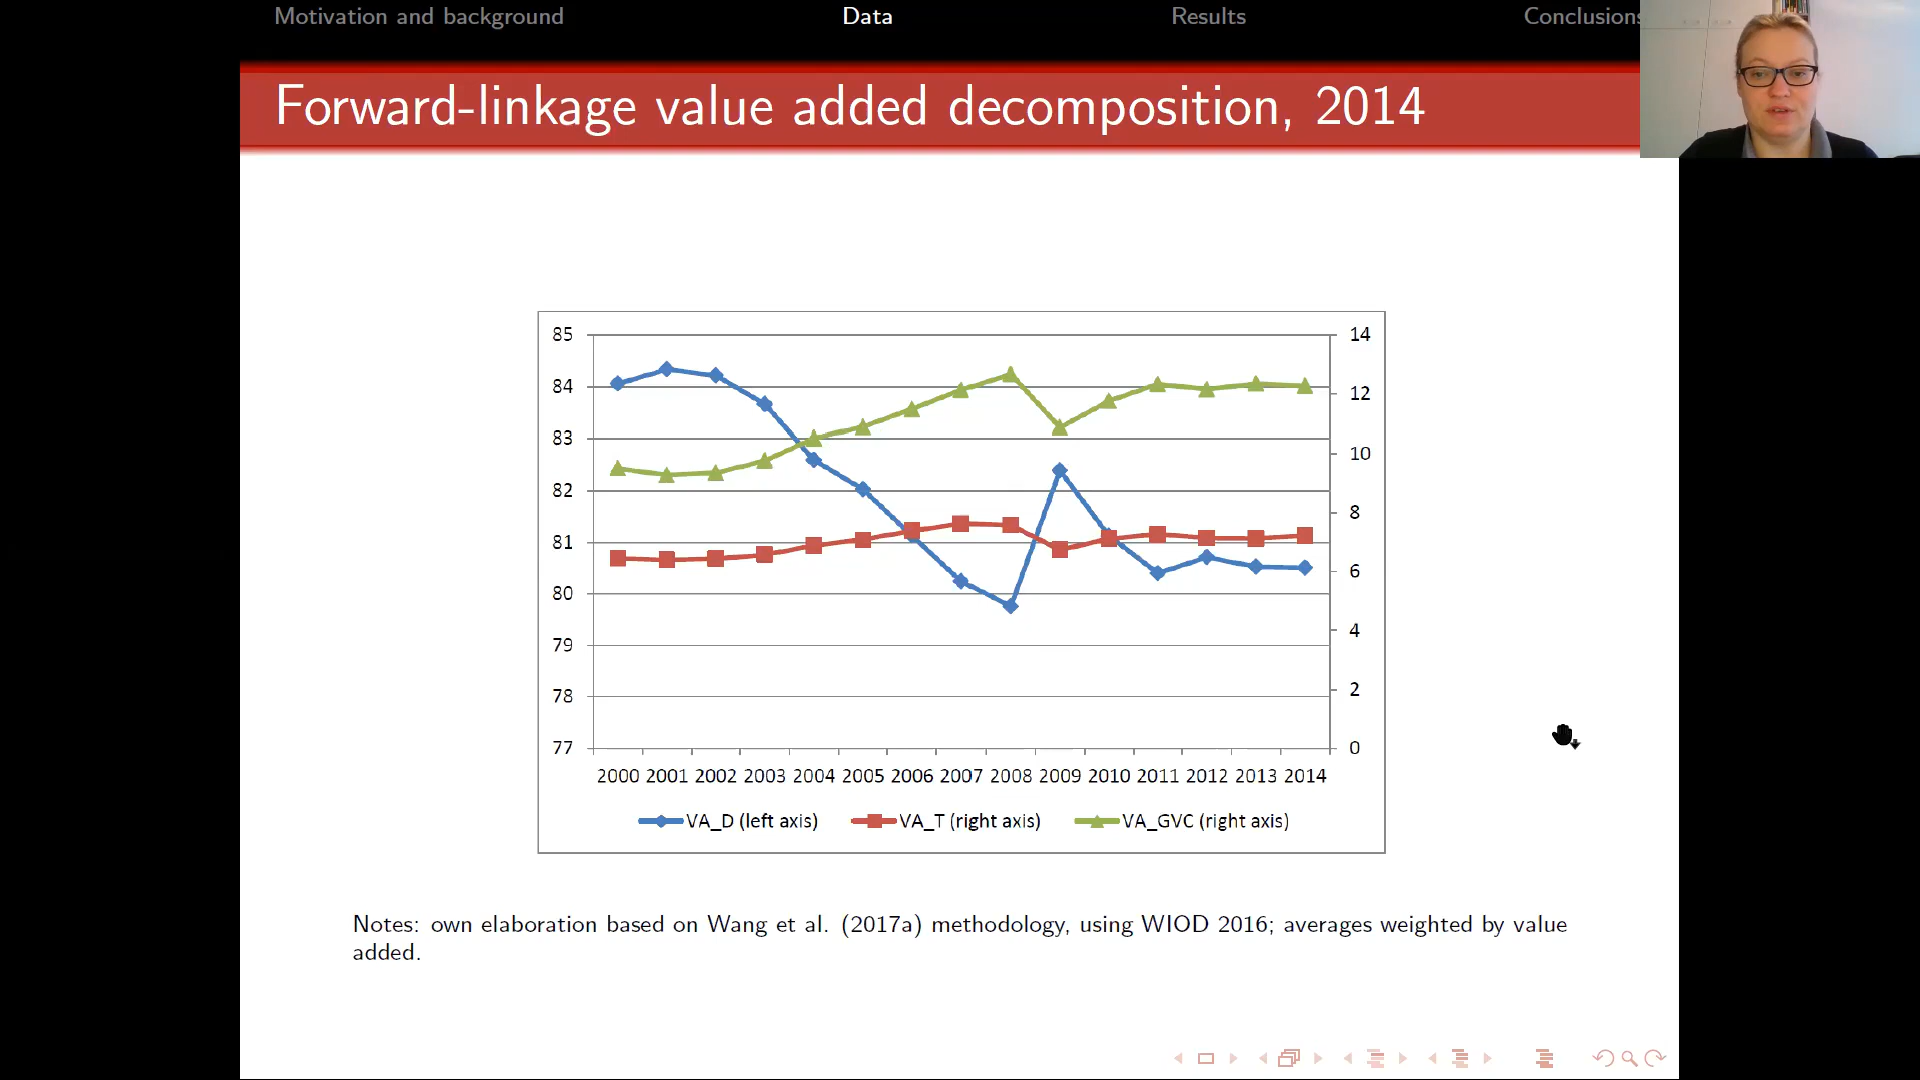 Motivation and background Data Results Conclusions
Forward-linkage value added decomposition, 2014
85 14
84 12
83 10
82 8
81 6
80 4
79 2
78 0
77
2000 2001 2002 2003 2004 2005 2006 2007 2008 2009 2010 2011 2012 2013 2014
VA_D (left axis) VA_T (right axis) VA_GVC (right axis)
Notes: own elaboration based on Wang et al. (2017a) methodology, using WIOD 2016; averages weighted by value
added.